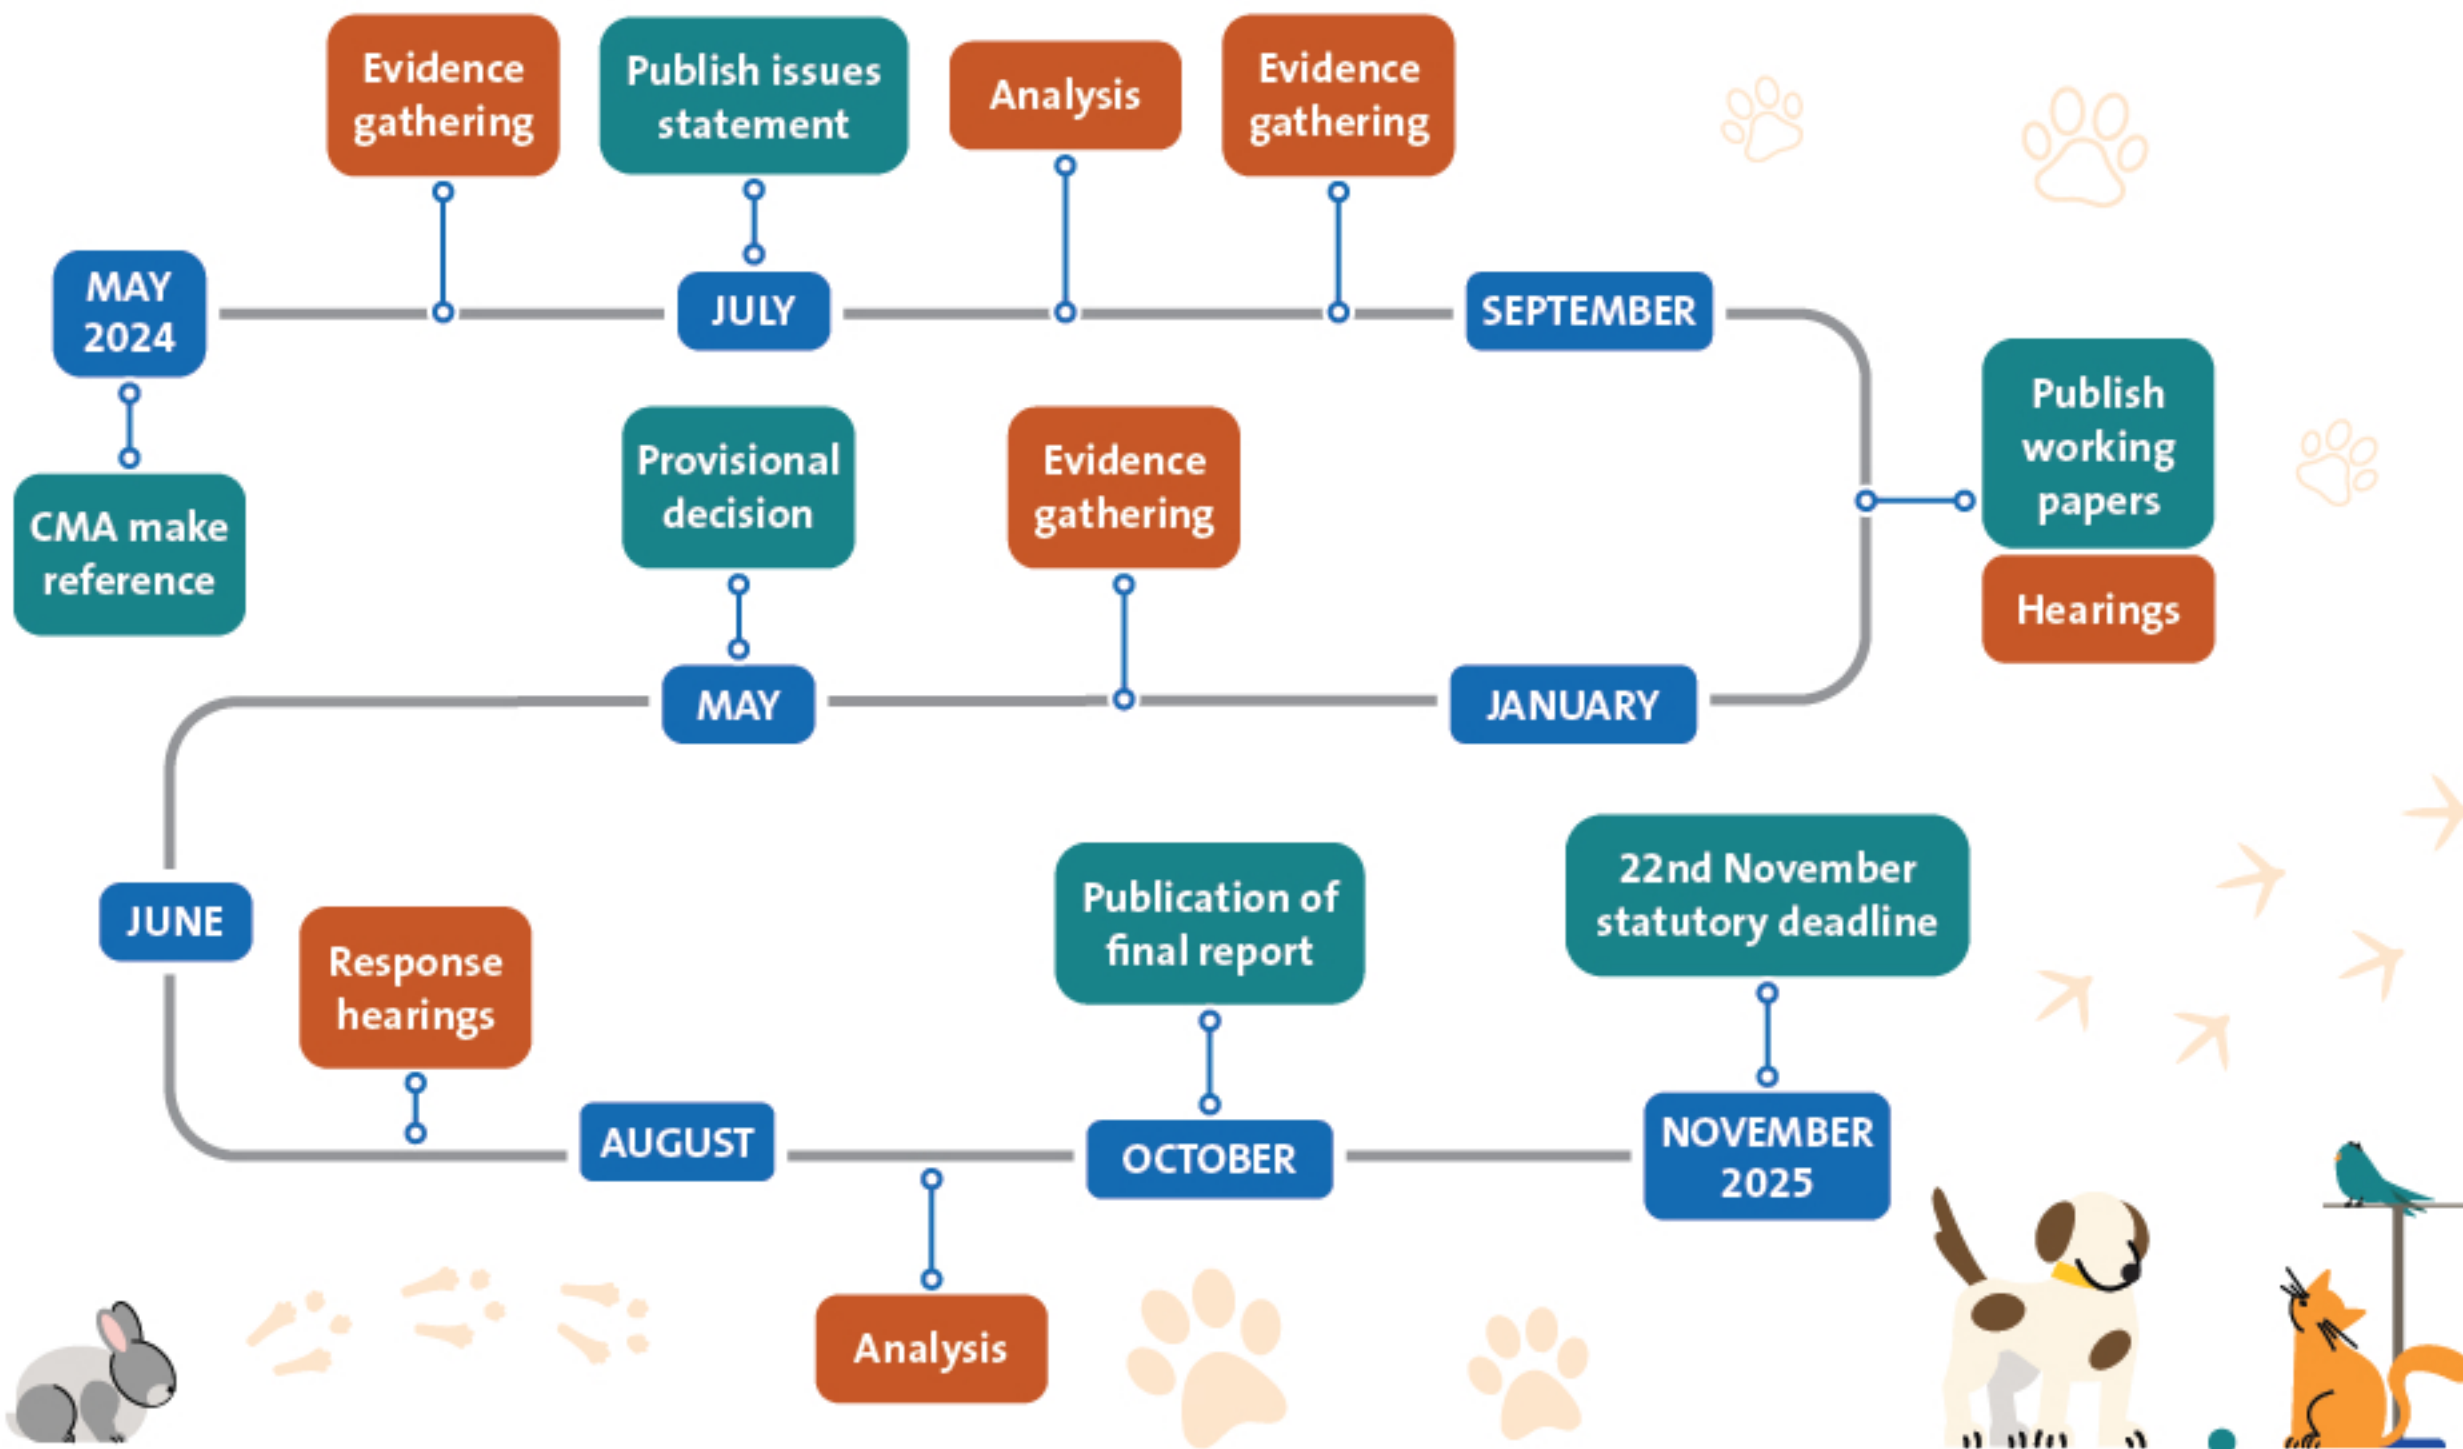 Evidence
gathering
Publish issues
statement
Analysis
Evidence
gathering
MAY
2024
JULY
SEPTEMBER
CMA make
reference
Publish
working
papers
Hearings
Provisional
decision
Evidence
gathering
MAY
JANUARY
JUNE
Response
hearings
Publication of
final report
22nd November
statutory deadline
AUGUST
OCTOBER
NOVEMBER
2025
Analysis